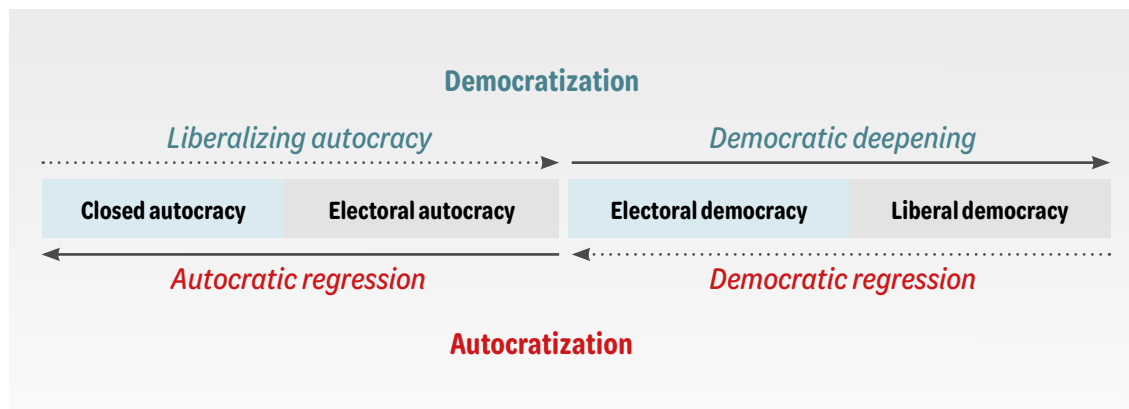 Democratization
Liberalizing autocracy Democratic deepening
Closed autocracy Electoral autocracy Electoral democracy Liberal democracy
Autocratic regression Democratic regression
Autocratization